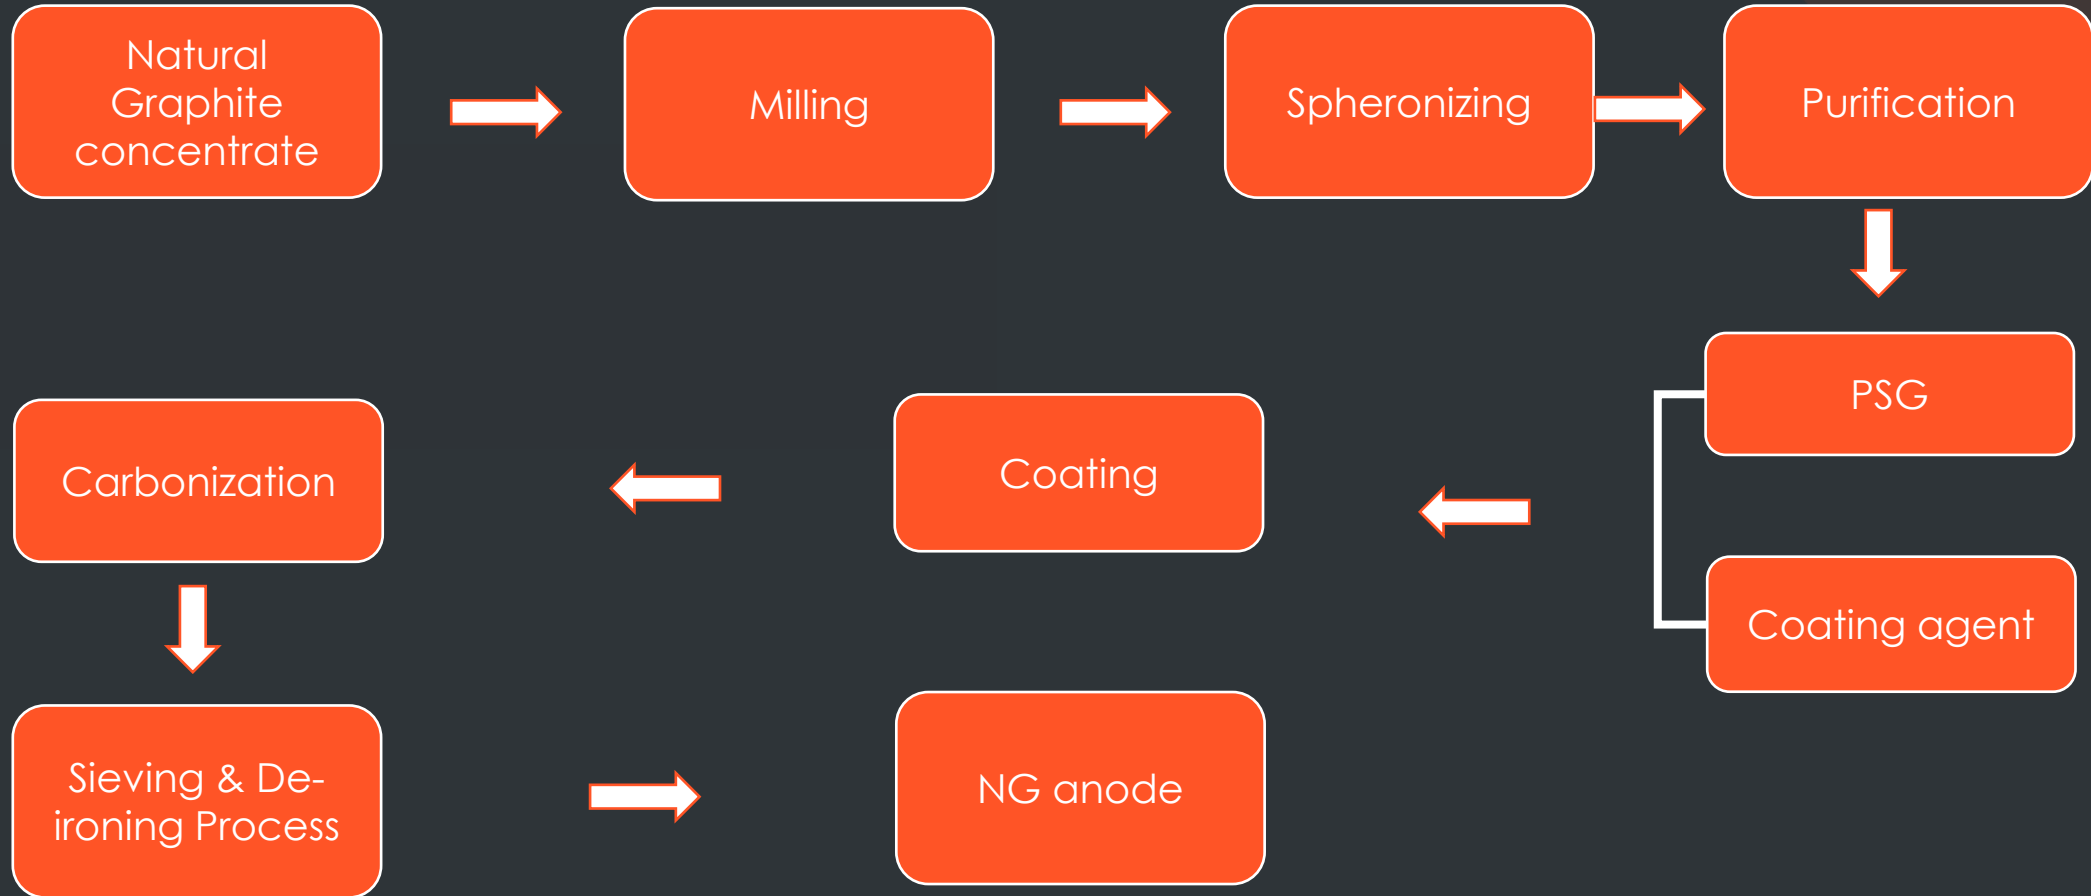 Natural
Graphite
concentrate
Milling
Spheronizing
Purification
PSG
Coating agent
Coating
Carbonization
Sieving & De-
ironing Process
NG anode